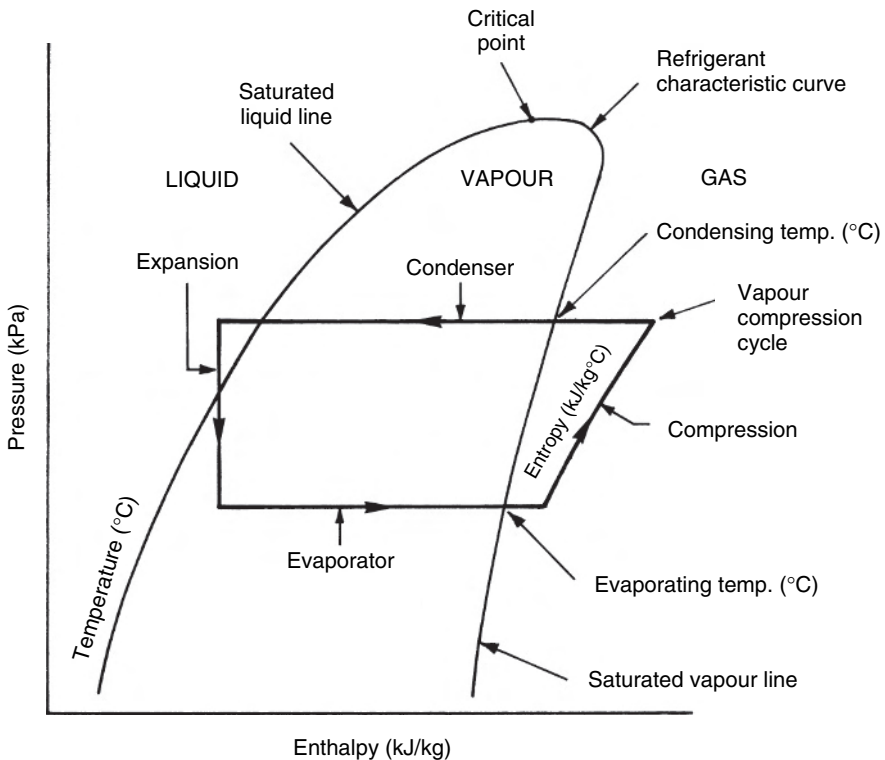 Critical
point
Refrigerant
characteristic curve
Saturated
liquid line
LIQUID
VAPOUR
GAS
Condensing temp. (°C)
Expansion
Condenser
Vapour
compression
cycle
Pressure (kPa)
Entropy (kJ/kg°C)
Compression
Temperature (°C)
Evaporator
Evaporating temp. (°C)
Saturated vapour line
Enthalpy (kJ/kg)